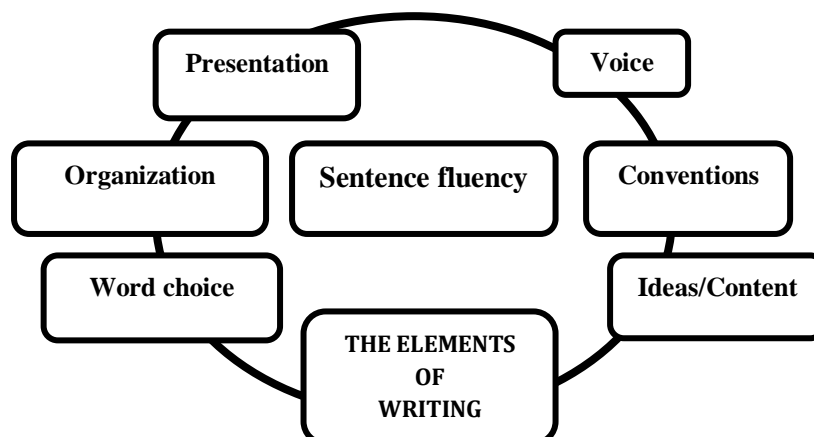 Presentation
Voice
Organization
Sentence fluency
Conventions
Word choice
Ideas/Content
THE ELEMENTS
OF
WRITING